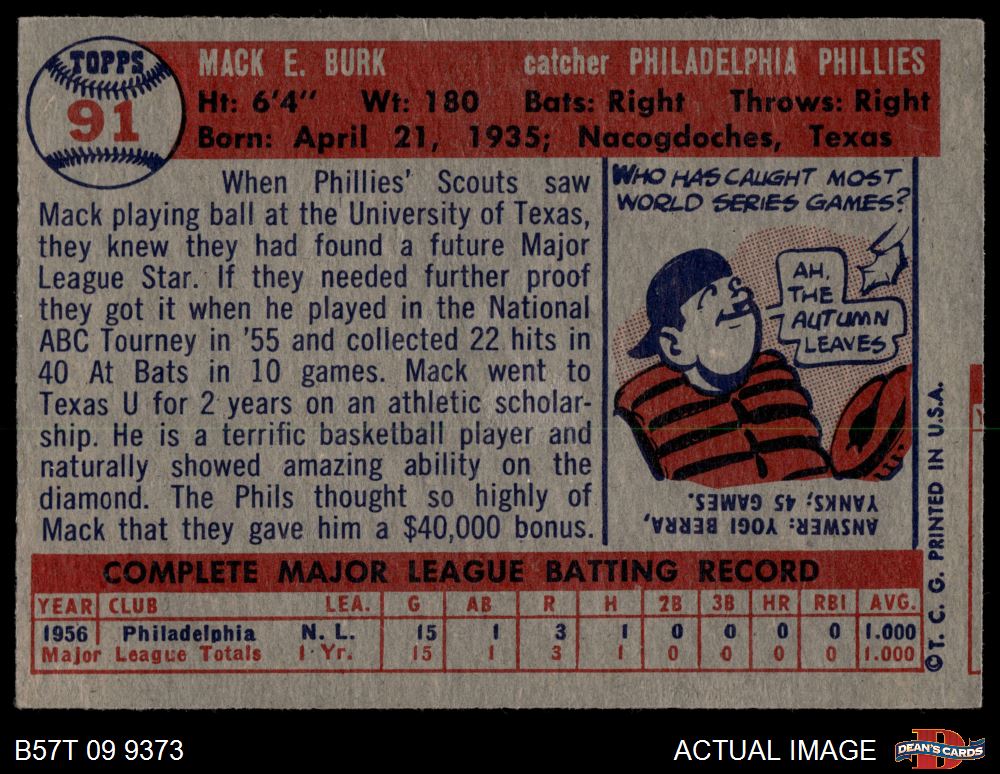 TOPPS
91
MACK E. BURK catcher PHILADELPHIA PHILLIES
Ht: 6'4" Wt: 180 Bats: Right Throws: Right
Born: April 21, 1935; Nacogdoches, Texas
When Phillies' Scouts saw
Mack playing ball at the University of Texas,
they knew they had found a future Major
League Star. If they needed further proof
they got it when he played in the National
ABC Tourney in '55 and collected 22 hits in
40 At Bats in 10 games. Mack went to
Texas U for 2 years on an athletic scholar-
ship. He is a terrific basketball player and
naturally showed amazing ability on the
diamond. The Phils thought so highly of
Mack that they gave him a $40,000 bonus.
WHO HAS CAUGHT MOST
WORLD SERIES GAMES?
AH,
THE
AUTUMN
LEAVES
ANSWER: YOGI BERRA,
YANKS; 45 GAMES.
COMPLETE MAJOR LEAGUE BATTING RECORD
YEAR CLUB LEA. G AB R H 2B 3B HR RBI AVG.
1956 Philadelphia N. L. 15 1 3 1 0 0 0 0 1.000
Major League Totals 1 Yr. 15 1 3 1 0 0 0 0 1.000
©T. C. G. PRINTED IN U.S.A.
B57T 09 9373
ACTUAL IMAGE
DEAN'S CARDS